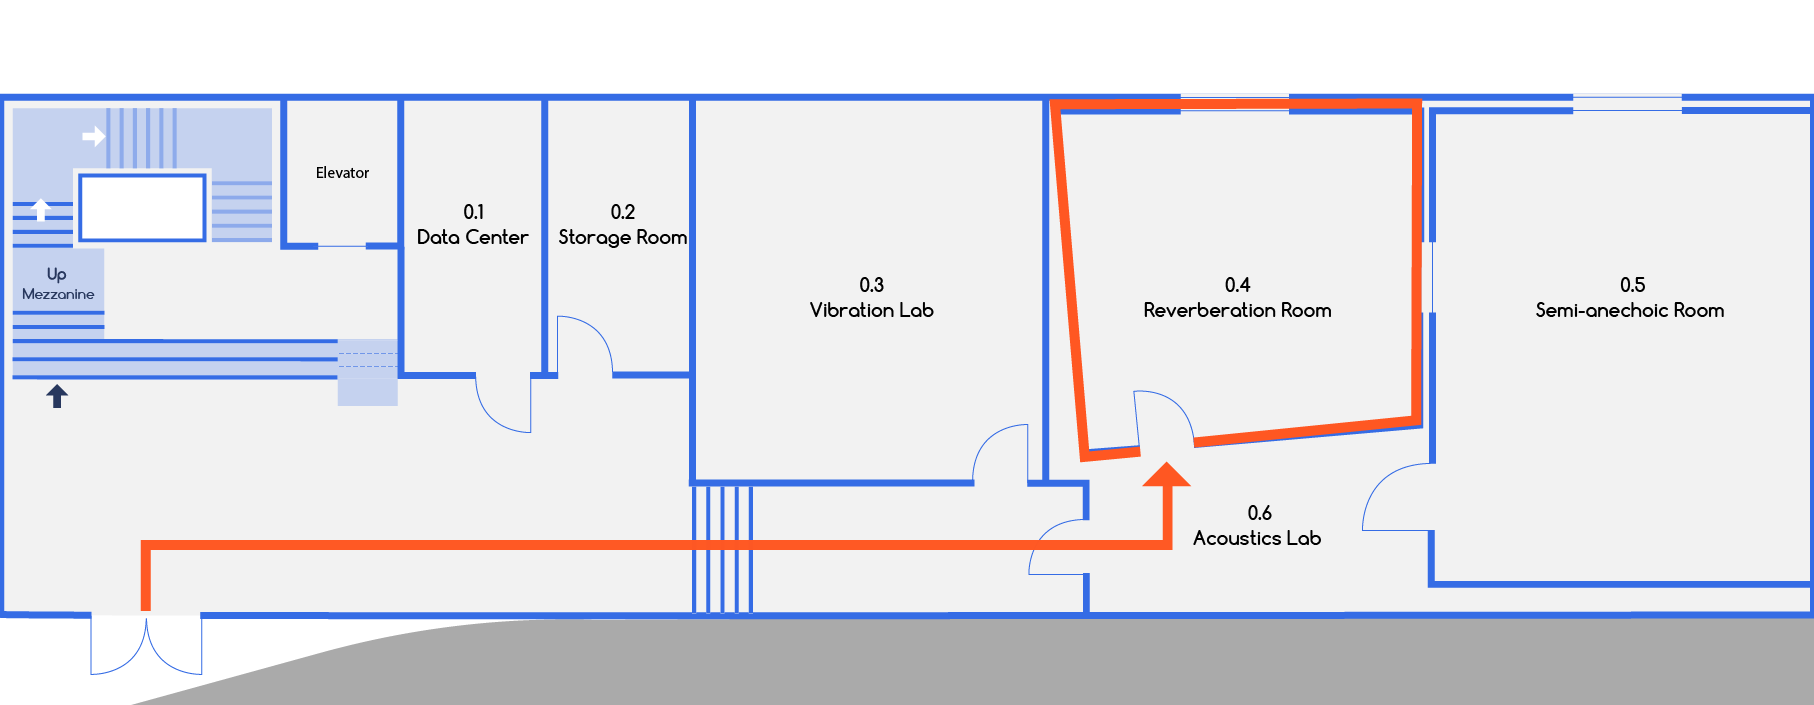 Elevator
0.1
Data Center
0.2
Storage Room
Up
Mezzanine
0.3
Vibration Lab
0.4
Reverberation Room
0.5
Semi-anechoic Room
0.6
Acoustics Lab